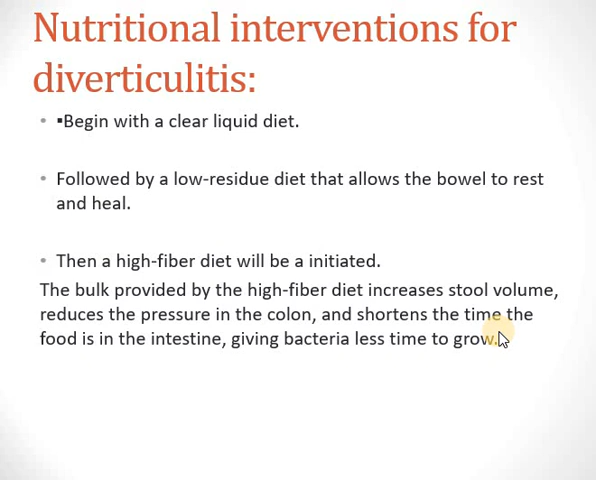 Nutritional interventions for
diverticulitis:
• ▪Begin with a clear liquid diet.
• Followed by a low-residue diet that allows the bowel to rest
and heal.
• Then a high-fiber diet will be a initiated.
The bulk provided by the high-fiber diet increases stool volume,
reduces the pressure in the colon, and shortens the time the
food is in the intestine, giving bacteria less time to grow.